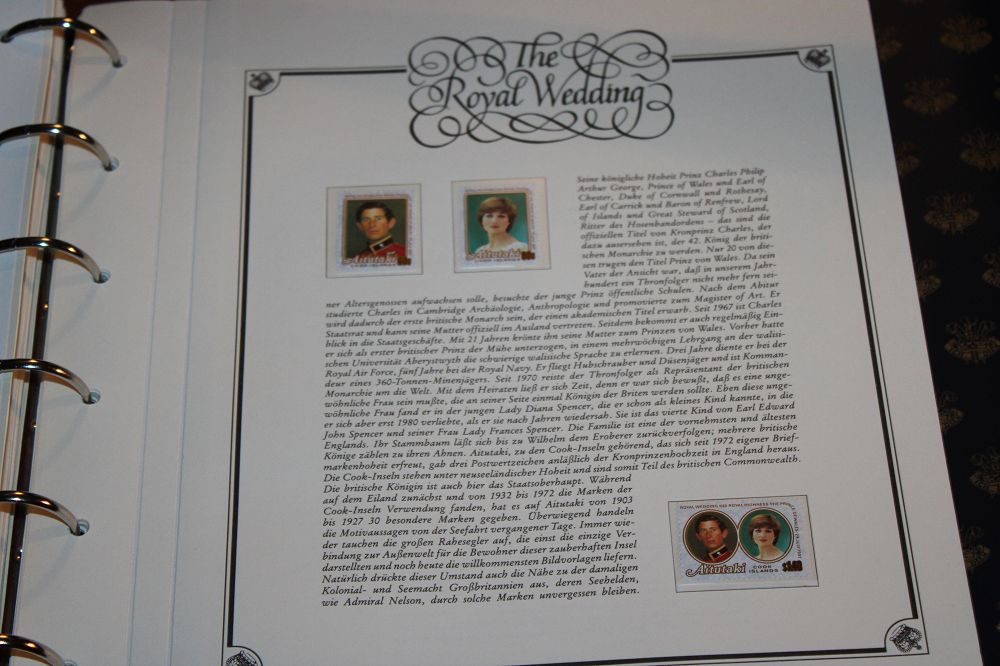 The
Royal Wedding
Seine königliche Hoheit Prinz Charles Philip
Arthur George, Prince of Wales und Earl of
Chester, Duke of Cornwall und Rothesay,
Earl of Carrick und Baron of Renfrew, Lord
of Islands und Great Steward of Scotland,
Ritter des Hosenbandordens – das sind die
offiziellen Titel von Kronprinz Charles, der
dazu ausersehen ist, der 42. König der briti-
schen Monarchie zu werden. Nur 20 von die-
sen trugen den Titel Prinz von Wales. Da sein
Vater der Ansicht war, daß in unserem Jahr-
hundert ein Thronfolger nicht mehr fern sei-
ner Altersgenossen aufwachsen solle, besuchte der junge Prinz öffentliche Schulen. Nach dem Abitur
studierte Charles in Cambridge Archäologie, Anthropologie und promovierte zum Magister of Art. Er
wird dadurch der erste britische Monarch sein, der einen akademischen Titel erwarb. Seit 1967 ist Charles
Staatsrat und kann seine Mutter offiziell im Ausland vertreten. Seitdem bekommt er auch regelmäßig Ein-
blick in die Staatsgeschäfte. Mit 21 Jahren krönte ihn seine Mutter zum Prinzen von Wales. Vorher hatte
er sich als erster britischer Prinz der Mühe unterzogen, in einem mehrwöchigen Lehrgang an der walisi-
schen Universität Aberystwyth die schwierige walisische Sprache zu erlernen. Drei Jahre diente er bei der
Royal Air Force, fünf Jahre bei der Royal Navy. Er fliegt Hubschrauber und Düsenjäger und ist Komman-
deur eines 360-Tonnen-Minenjägers. Seit 1970 reiste der Thronfolger als Repräsentant der britischen
Monarchie um die Welt. Mit dem Heiraten ließ er sich Zeit, denn er war sich bewußt, daß es eine unge-
wöhnliche Frau sein mußte, die an seiner Seite einmal Königin der Briten werden sollte. Eben diese unge-
wöhnliche Frau fand er in der jungen Lady Diana Spencer, die er schon als kleines Kind kannte, in die
er sich aber erst 1980 verliebte, als er sie nach Jahren wiedersah. Sie ist das vierte Kind von Earl Edward
John Spencer und seiner Frau Lady Frances Spencer. Die Familie ist eine der vornehmsten und ältesten
Englands. Ihr Stammbaum läßt sich bis zu Wilhelm dem Eroberer zurückverfolgen; mehrere britische
Könige zählen zu ihren Ahnen. Aitutaki, zu den Cook-Inseln gehörend, das sich seit 1972 eigener Brief-
markenhoheit erfreut, gab drei Postwertzeichen anläßlich der Kronprinzenhochzeit in England heraus.
Die Cook-Inseln stehen unter neuseeländischer Hoheit und sind somit Teil des britischen Commonwealth.
Die britische Königin ist auch hier das Staatsoberhaupt. Während
auf dem Eiland zunächst und von 1932 bis 1972 die Marken der
Cook-Inseln Verwendung fanden, hat es auf Aitutaki von 1903
bis 1927 30 besondere Marken gegeben. Überwiegend handeln
die Motivaussagen von der Seefahrt vergangener Tage. Immer wie-
der tauchen die großen Rahesegler auf, die einst die einzige Ver-
bindung zur Außenwelt für die Bewohner dieser zauberhaften Insel
darstellten und noch heute die willkommensten Bildvorlagen liefern.
Natürlich drückte dieser Umstand auch die Nähe zu der damaligen
Kolonial- und Seemacht Großbritannien aus, deren Seehelden,
wie Admiral Nelson, durch solche Marken unvergessen bleiben.
Aitutaki
COOK ISLANDS
Aitutaki
COOK ISLANDS
ROYAL WEDDING HIS ROYAL HIGHNESS THE
Aitutaki
COOK
ISLANDS